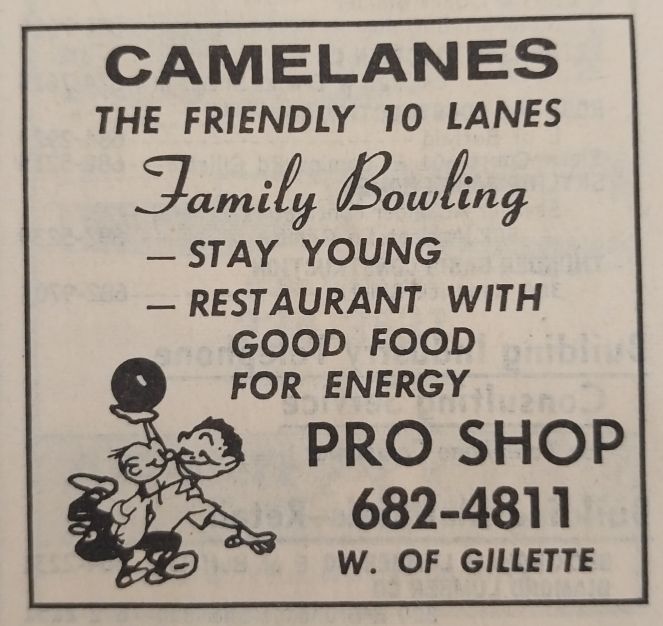 CAMELANES
THE FRIENDLY 10 LANES
Family Bowling
— STAY YOUNG
— RESTAURANT WITH
GOOD FOOD
FOR ENERGY
PRO SHOP
682-4811
W. OF GILLETTE